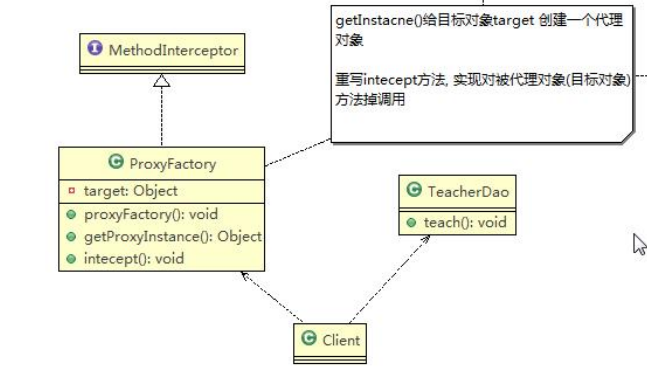 getInstacne()给目标对象target 创建一个代理
对象
重写intecept方法, 实现对被代理对象(目标对象)
方法掉调用
MethodInterceptor
ProxyFactory
target: Object
proxyFactory(): void
getProxyInstance(): Object
intecept(): void
TeacherDao
teach(): void
Client